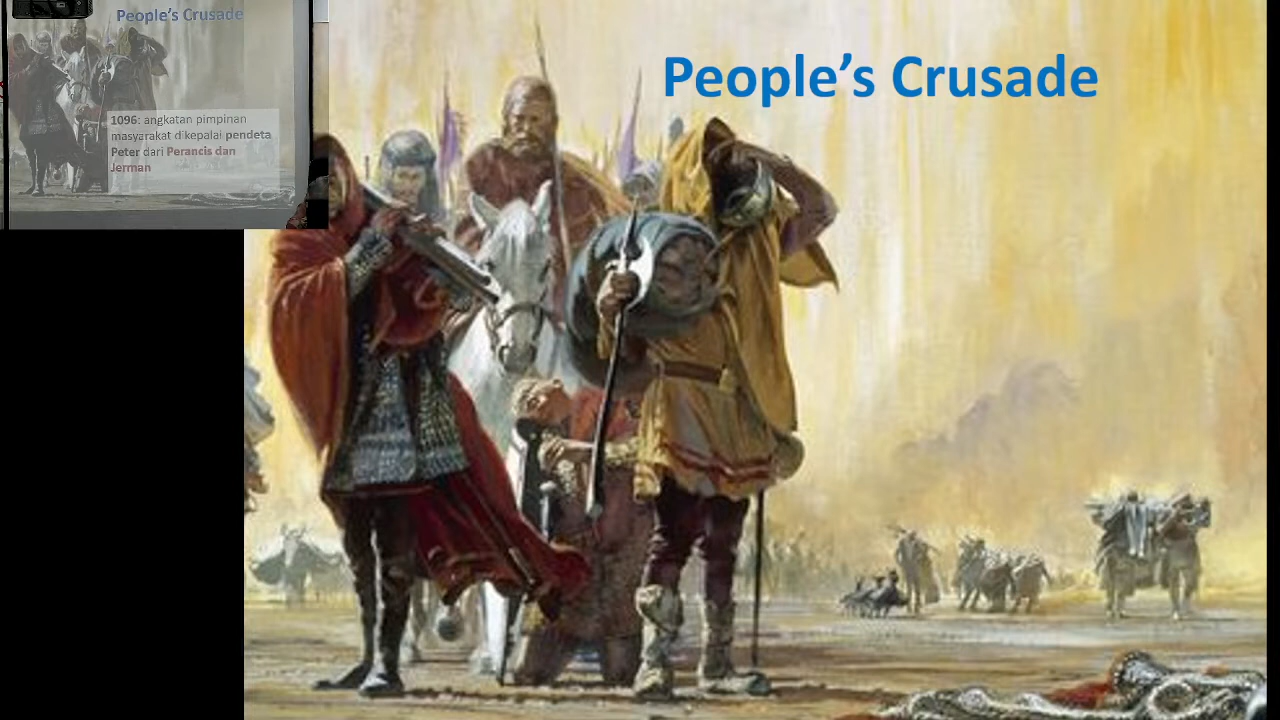 People's Crusade
1096: angkatan pimpinan
masyarakat dikepalai pendeta
Peter dari Perancis dan
Jerman
People's Crusade